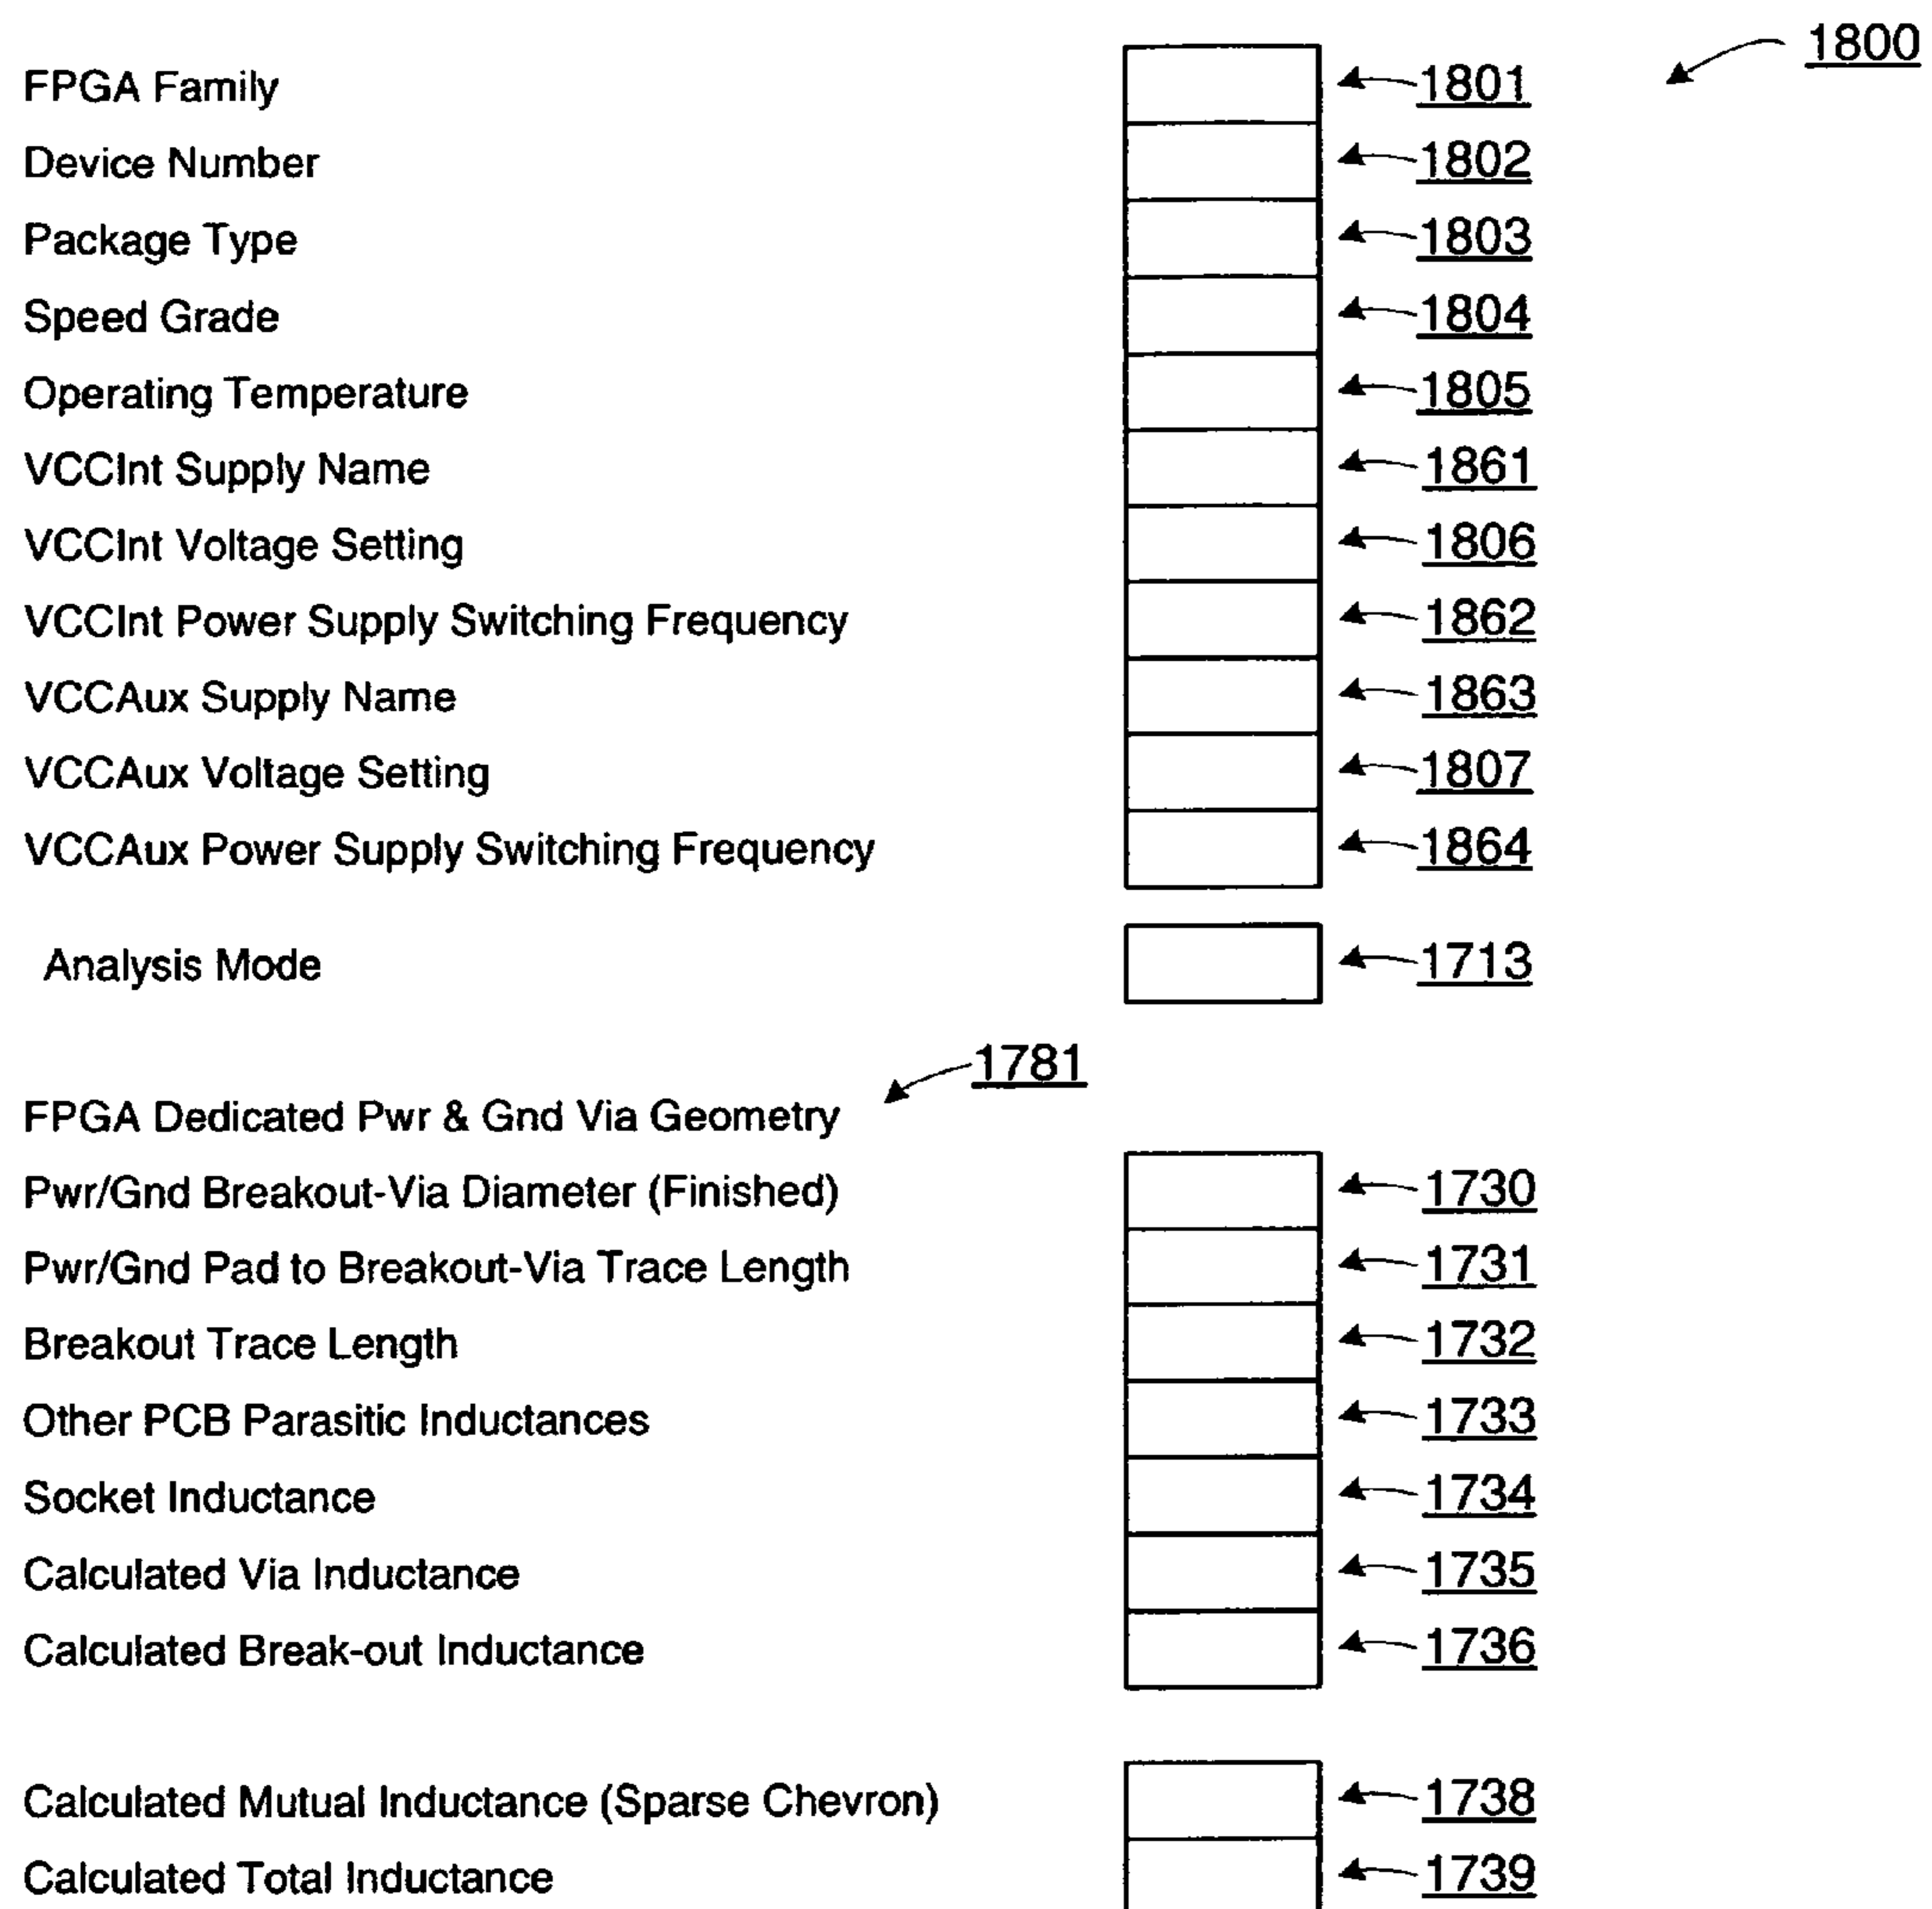 1800
FPGA Family 1801
Device Number 1802
Package Type 1803
Speed Grade 1804
Operating Temperature 1805
VCCInt Supply Name 1861
VCCInt Voltage Setting 1806
VCCInt Power Supply Switching Frequency 1862
VCCAux Supply Name 1863
VCCAux Voltage Setting 1807
VCCAux Power Supply Switching Frequency 1864
Analysis Mode 1713
1781
FPGA Dedicated Pwr & Gnd Via Geometry
Pwr/Gnd Breakout-Via Diameter (Finished) 1730
Pwr/Gnd Pad to Breakout-Via Trace Length 1731
Breakout Trace Length 1732
Other PCB Parasitic Inductances 1733
Socket Inductance 1734
Calculated Via Inductance 1735
Calculated Break-out Inductance 1736
Calculated Mutual Inductance (Sparse Chevron) 1738
Calculated Total Inductance 1739